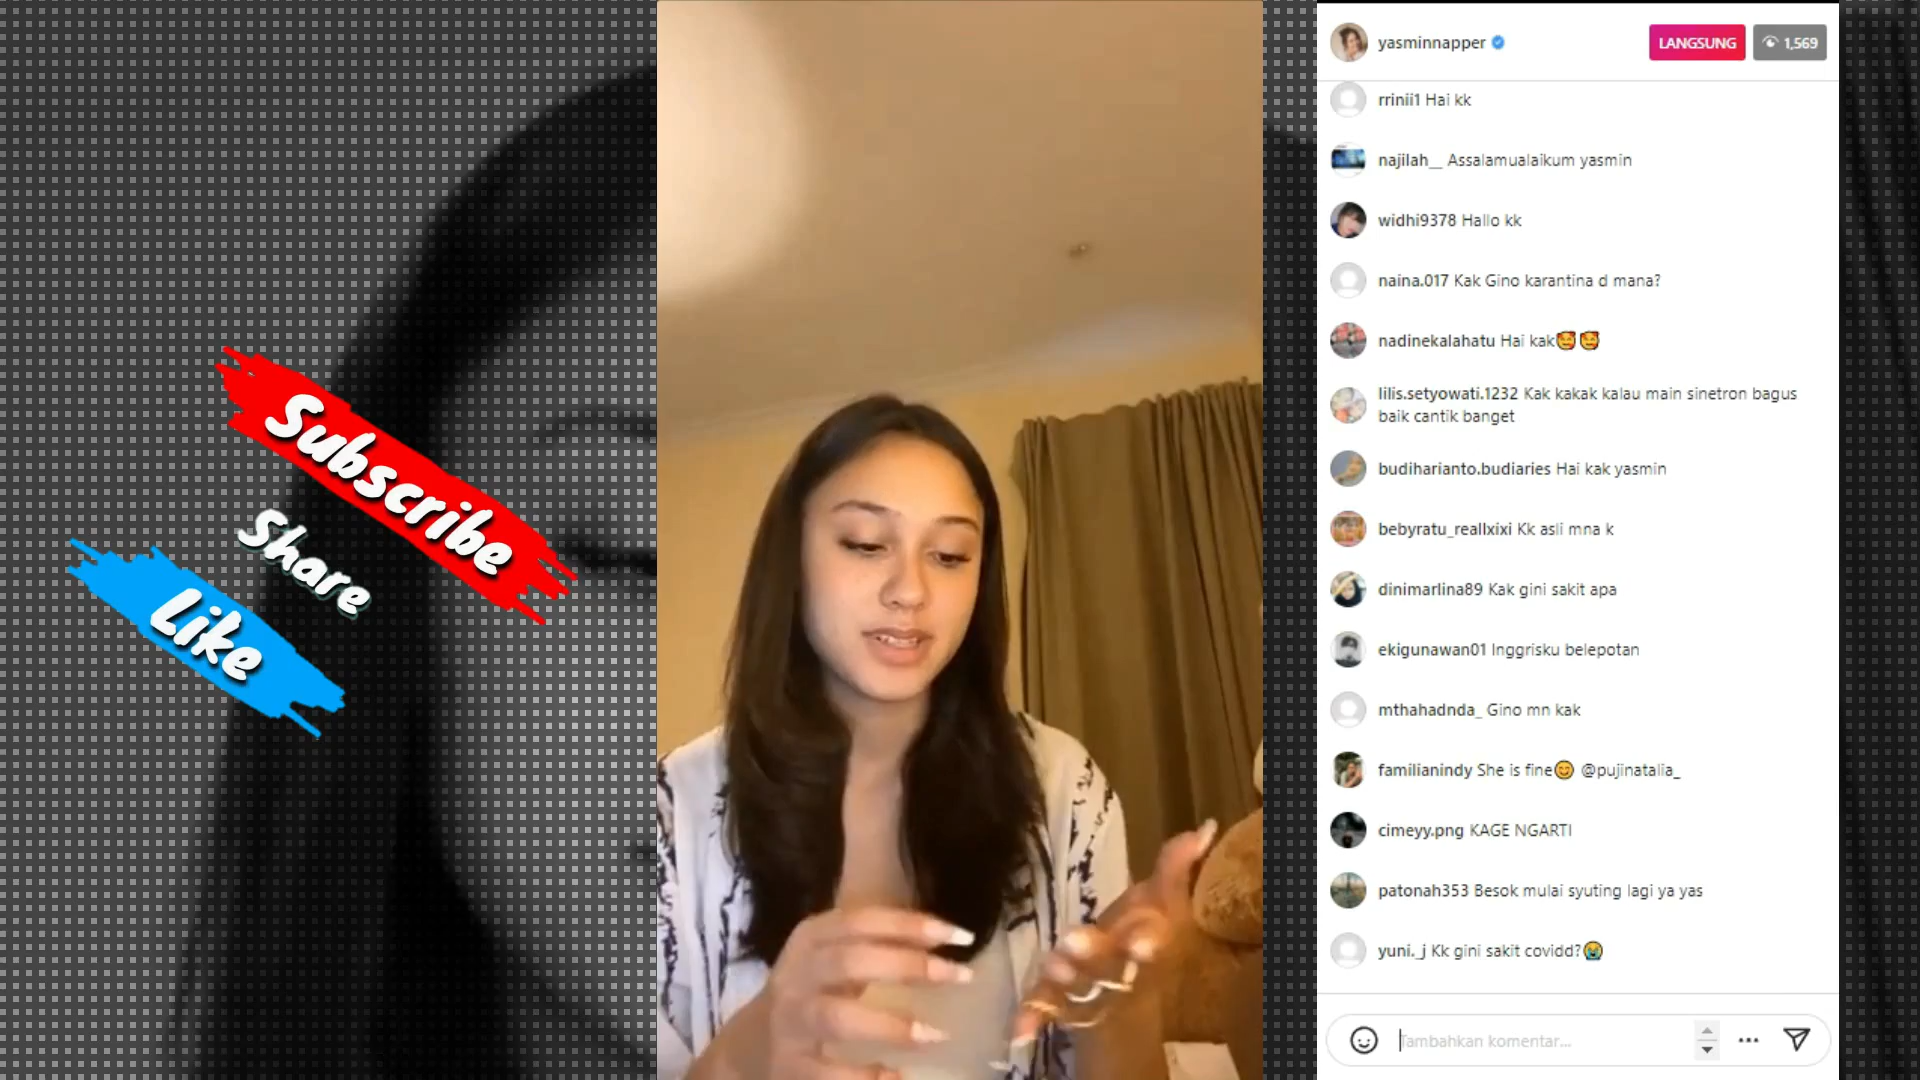 Subscribe
Share
Like
yasminnapper
LANGSUNG
1,569
rrinii1 Hai kk
najilah__ Assalamualaikum yasmin
widhi9378 Hallo kk
naina.017 Kak Gino karantina d mana?
nadinekalahatu Hai kak🥰🥰
lilis.setyowati.1232 Kak kakak kalau main sinetron bagus
baik cantik banget
budiharianto.budiaries Hai kak yasmin
bebyratu_reallxixi Kk asli mna k
dinimarlina89 Kak gini sakit apa
ekigunawan01 Inggrisku belepotan
mthahadnda_ Gino mn kak
familianindy She is fine😊 @pujinatalia_
cimeyy.png KAGE NGARTI
patonah353 Besok mulai syuting lagi ya yas
yuni._j Kk gini sakit covidd?😭
Tambahkan komentar...